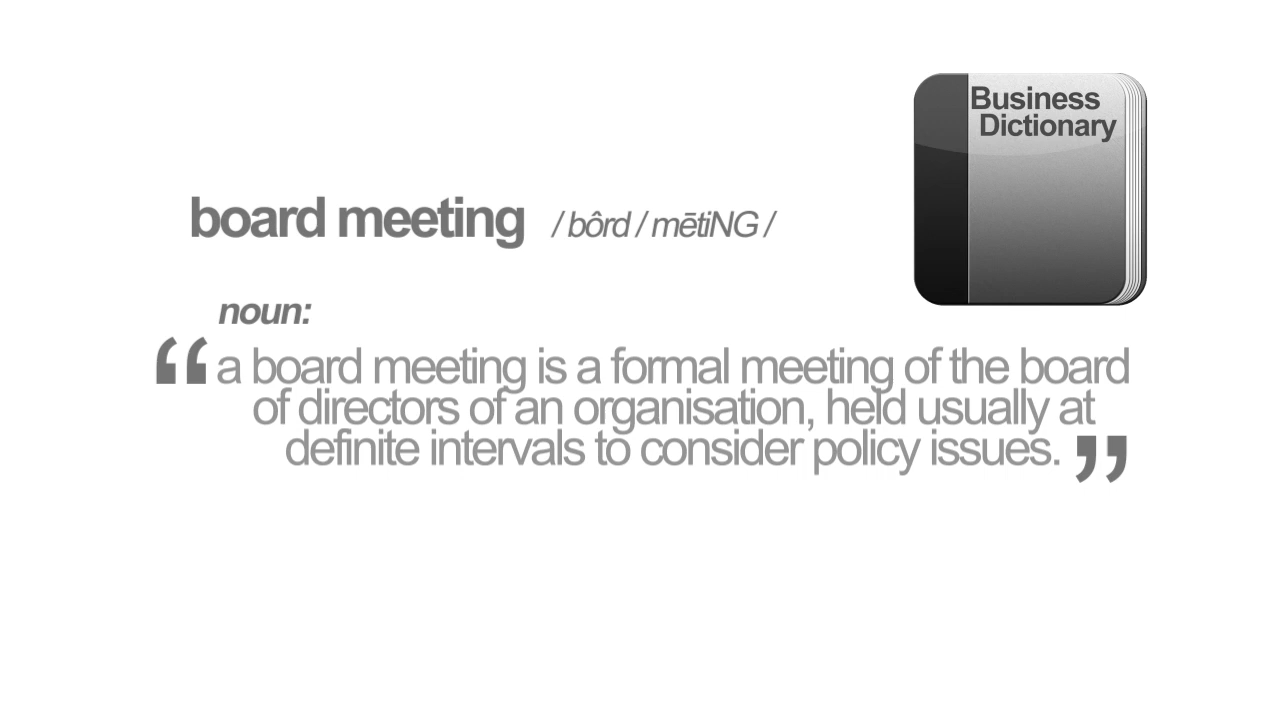 Business
Dictionary
board meeting / bôrd / mētiNG /
noun:
“ a board meeting is a formal meeting of the board
of directors of an organisation, held usually at
definite intervals to consider policy issues. ”